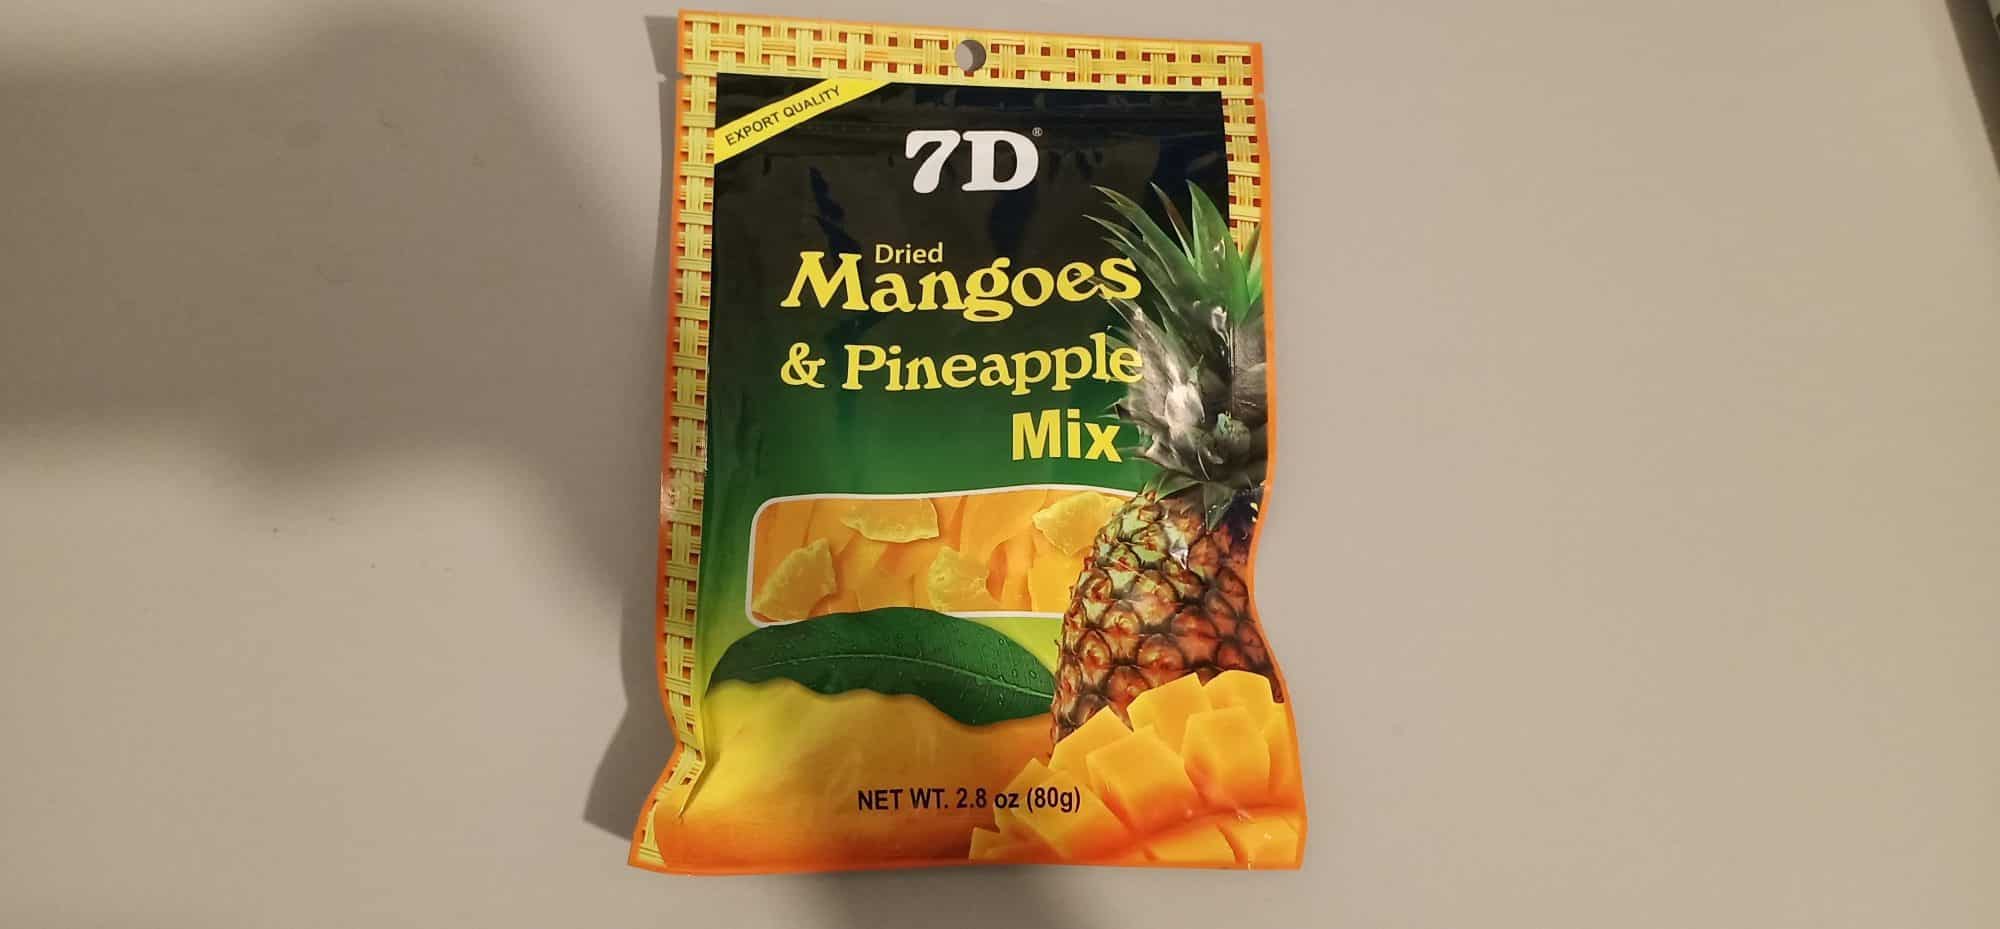 EXPORT QUALITY
7D®
Dried
Mangoes
& Pineapple
Mix
NET WT. 2.8 oz (80g)